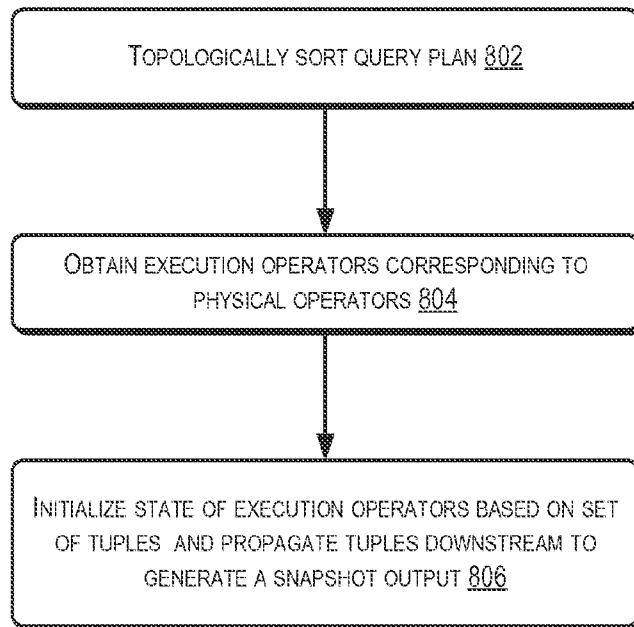 TOPOLOGICALLY SORT QUERY PLAN 802
OBTAIN EXECUTION OPERATORS CORRESPONDING TO
PHYSICAL OPERATORS 804
INITIALIZE STATE OF EXECUTION OPERATORS BASED ON SET
OF TUPLES AND PROPAGATE TUPLES DOWNSTREAM TO
GENERATE A SNAPSHOT OUTPUT 806